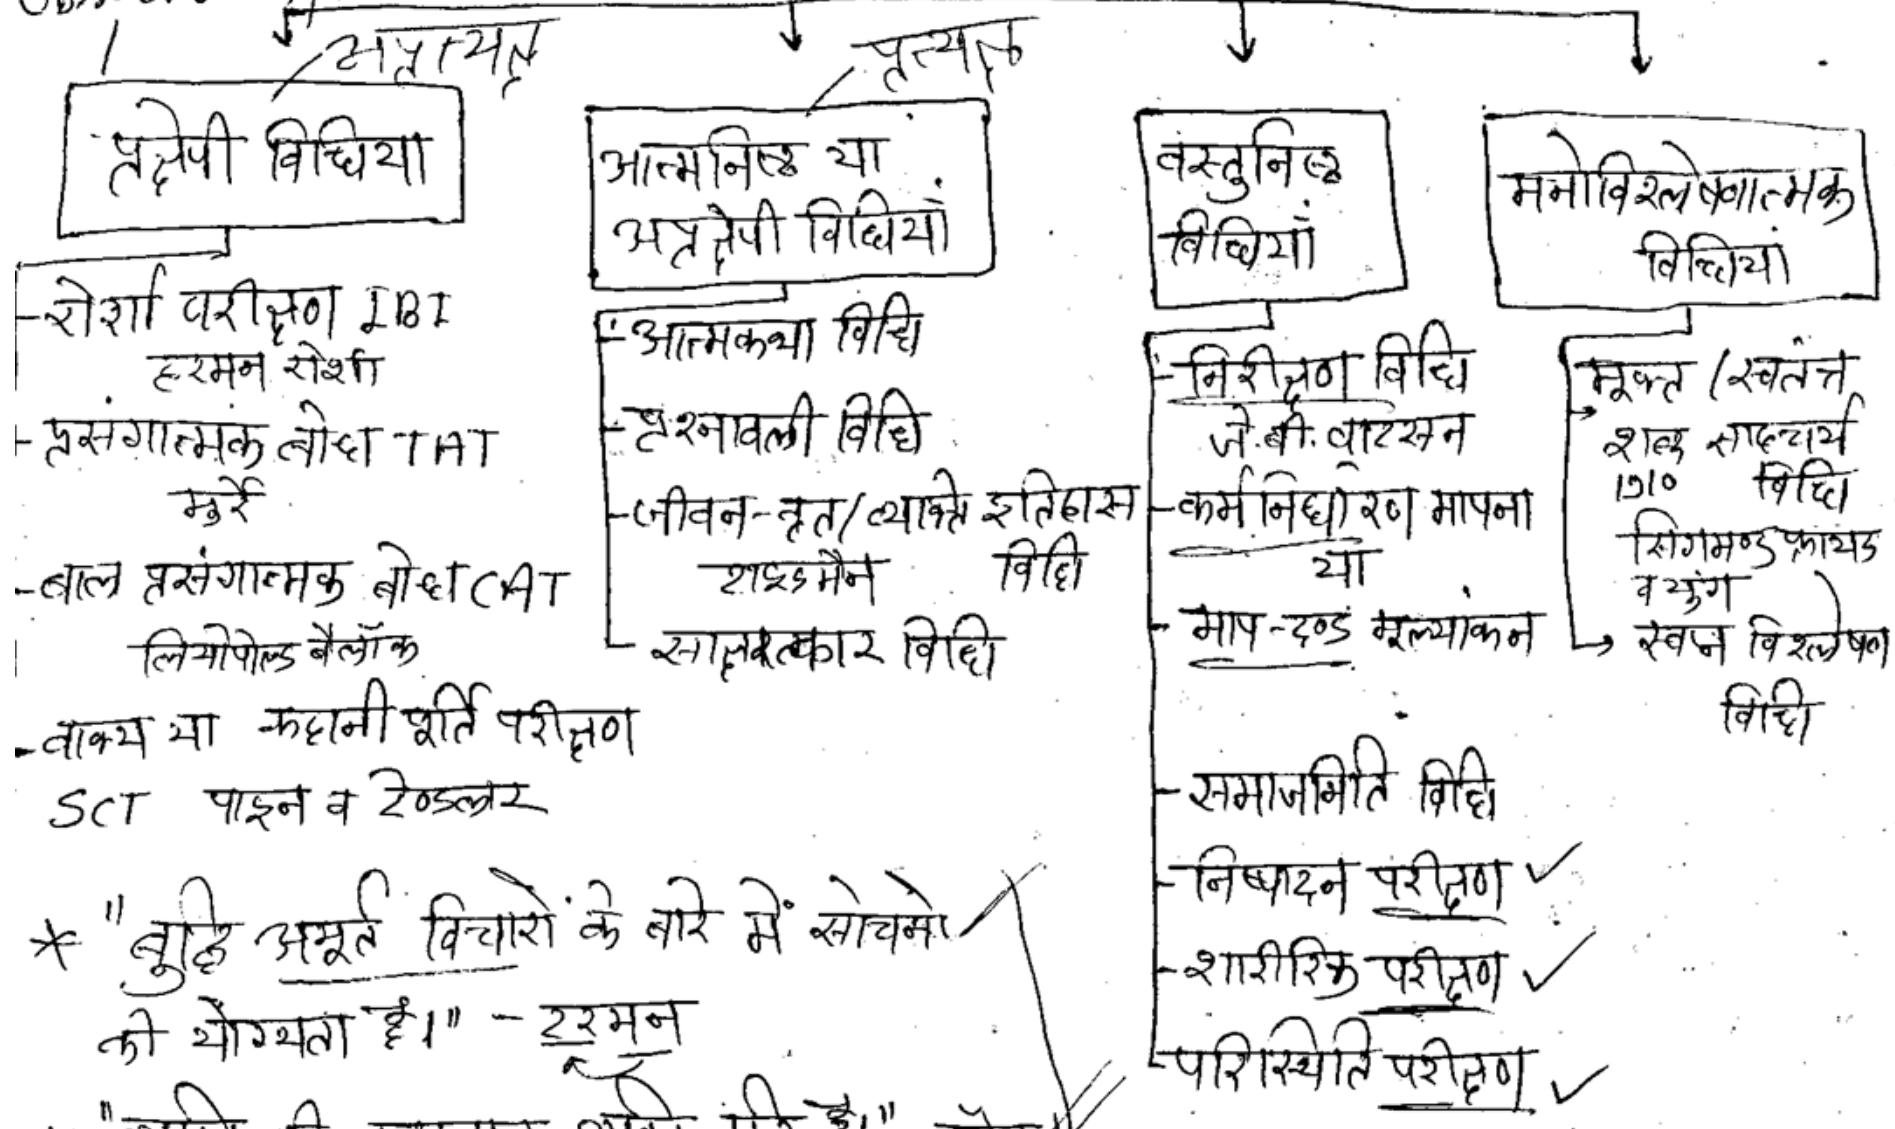 अप्रत्यक्ष
प्रत्यक्ष
प्रक्षेपी विधिया
आत्मनिष्ठ या
अप्रक्षेपी विधियाँ
वस्तुनिष्ठ
विधियाँ
मनोविश्लेषणात्मक
विधियां
-रोर्शा परीक्षण IBT
हरमन रोर्शा
-प्रसंगात्मक बोध TAT
मुर्रे
-बाल प्रसंगात्मक बोध CAT
लियोपोल्ड बैलॉक
-वाक्य या कहानी पूर्ति परीक्षण
SCT पाइन व टेण्डलर
-आत्मकथा विधि
-प्रश्नावली विधि
-जीवन-वृत/व्यक्ति इतिहास
टाइडमैन विधि
- साक्षात्कार विधि
-निरीक्षण विधि
जे.बी. वाटसन
-कर्म निर्धारण मापना
या
- माप-दण्ड मूल्यांकन
-समाजमिति विधि
-निष्पादन परीक्षण ✓
-शारीरिक परीक्षण ✓
-परिस्थिति परीक्षण ✓
मूक्त / स्वतंत्र
शब्द साहचर्य
1910 विधि
सिगमण्ड फ्रायड
व युंग
→ स्वप्न विश्लेषण
विधि
* "बुद्धि अमूर्त विचारों के बारे में सोचने
की योग्यता है।" - टरमन